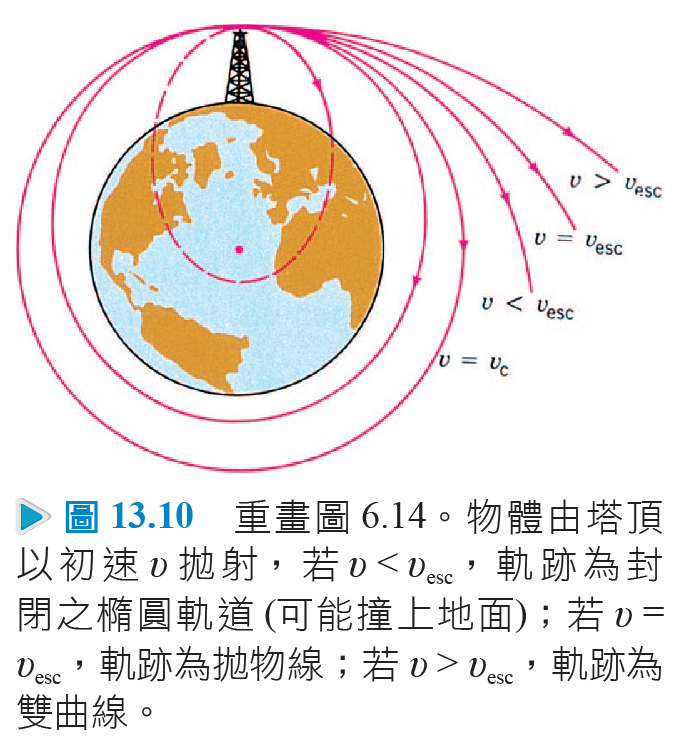 v > v_esc
v = v_esc
v < v_esc
v = v_c
圖 13.10 重畫圖 6.14。物體由塔頂
以初速 v 拋射,若 v < v_esc,軌跡為封
閉之橢圓軌道 (可能撞上地面);若 v =
v_esc,軌跡為拋物線;若 v > v_esc,軌跡為
雙曲線。